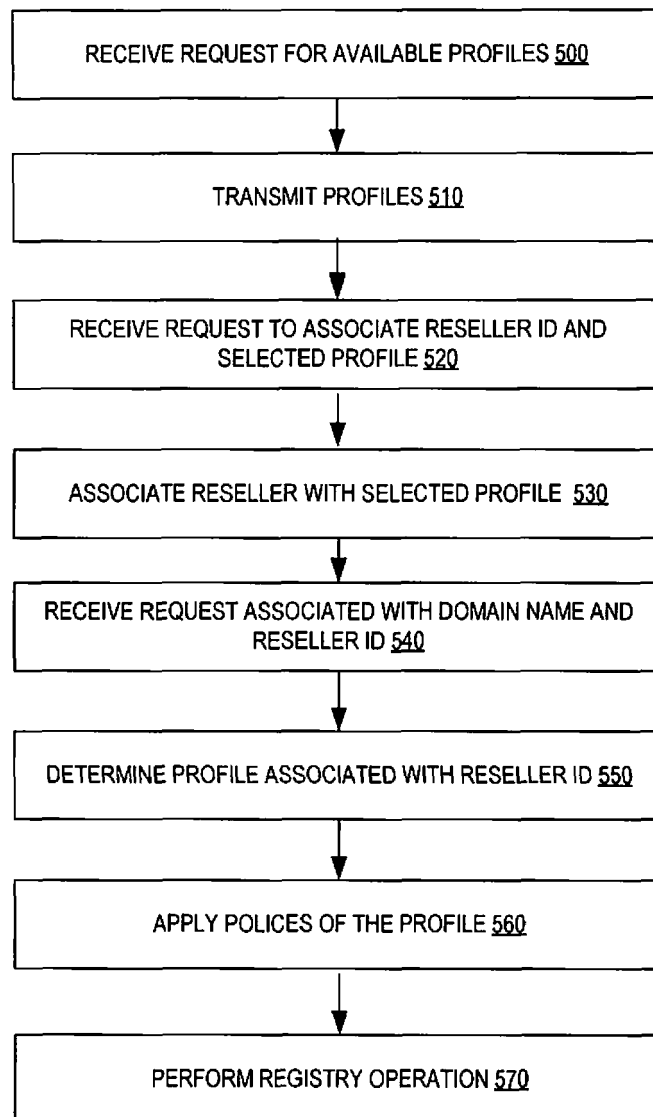 RECEIVE REQUEST FOR AVAILABLE PROFILES 500
TRANSMIT PROFILES 510
RECEIVE REQUEST TO ASSOCIATE RESELLER ID AND
SELECTED PROFILE 520
ASSOCIATE RESELLER WITH SELECTED PROFILE 530
RECEIVE REQUEST ASSOCIATED WITH DOMAIN NAME AND
RESELLER ID 540
DETERMINE PROFILE ASSOCIATED WITH RESELLER ID 550
APPLY POLICES OF THE PROFILE 560
PERFORM REGISTRY OPERATION 570